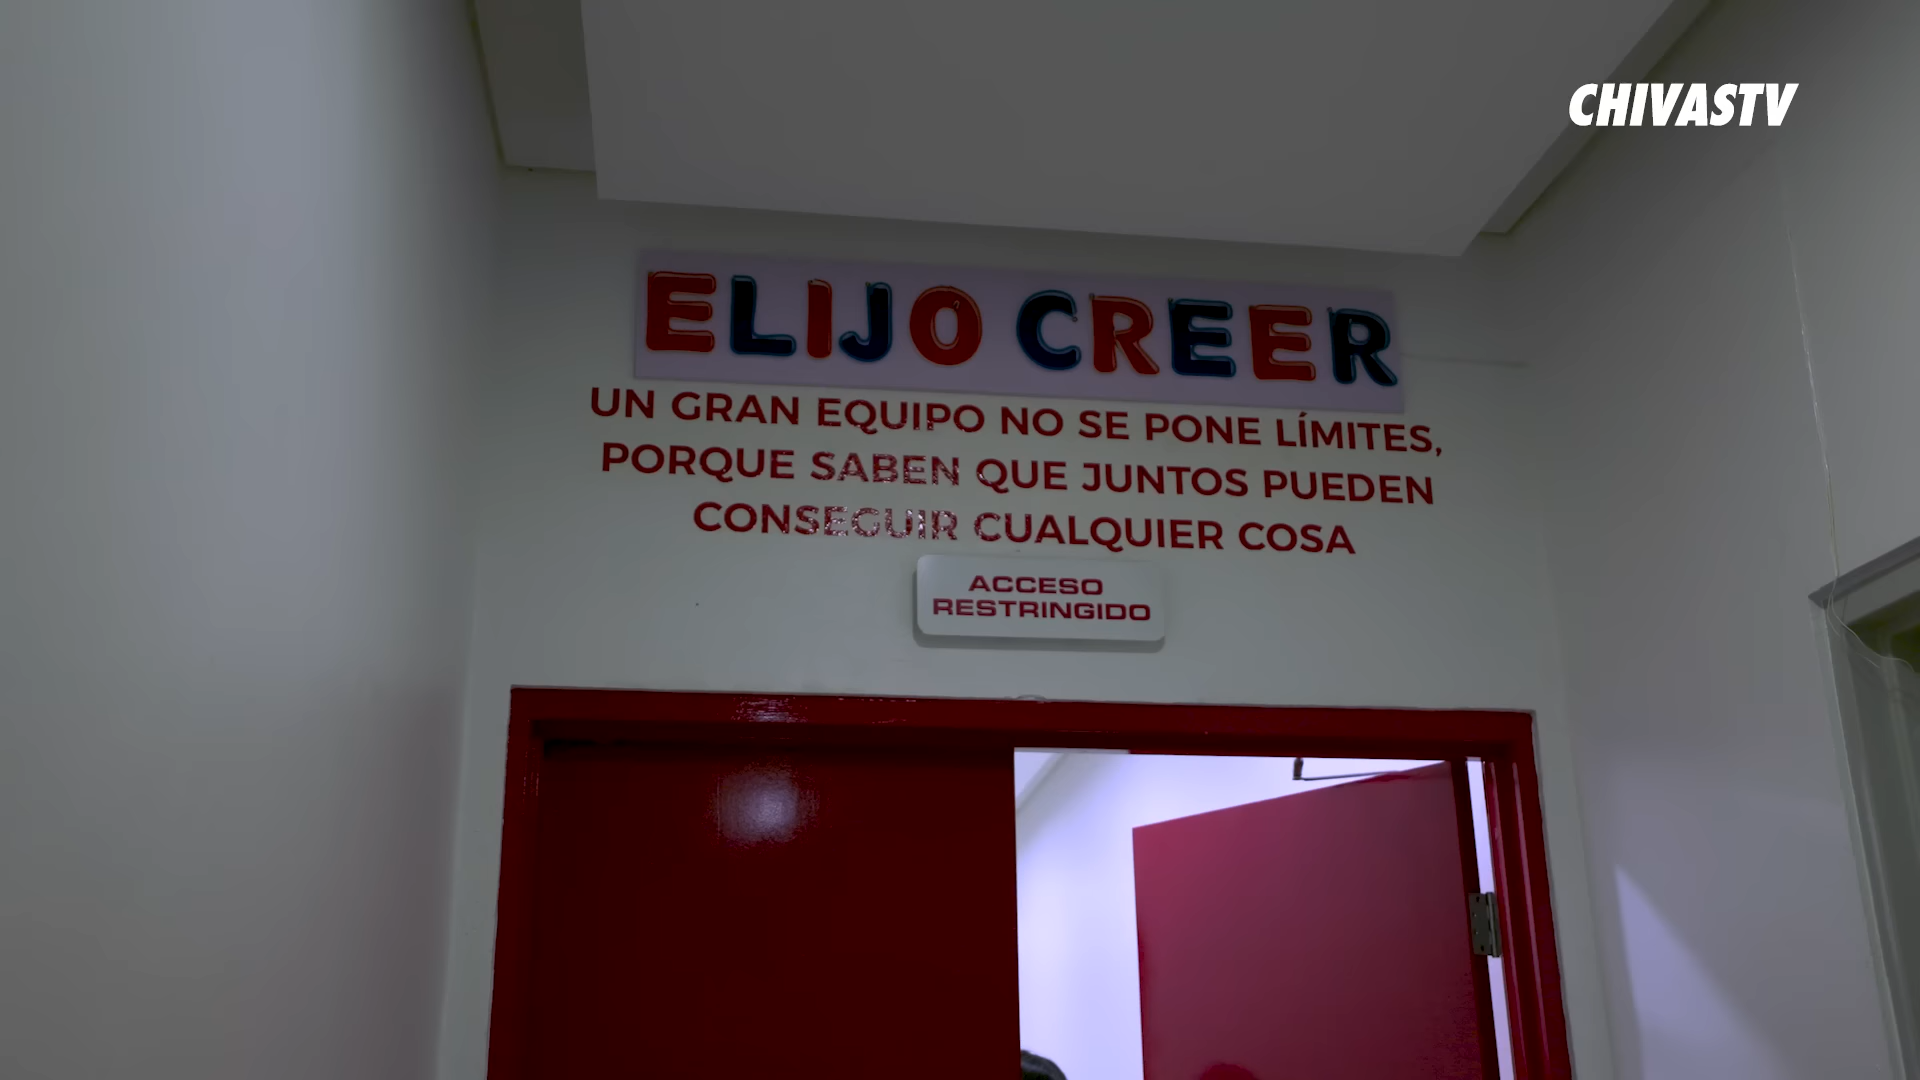 CHIVASTV
ELIJO CREER
UN GRAN EQUIPO NO SE PONE LÍMITES,
PORQUE SABEN QUE JUNTOS PUEDEN
CONSEGUIR CUALQUIER COSA
ACCESO
RESTRINGIDO